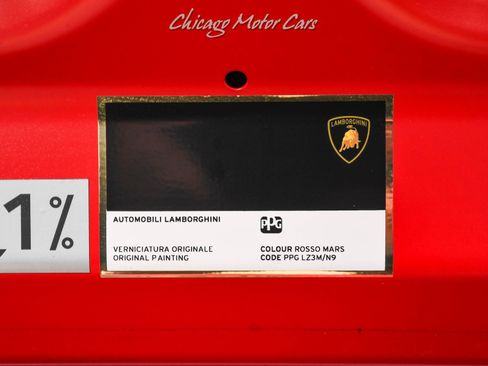 Chicago Motor Cars
LAMBORGHINI
1%
AUTOMOBILI LAMBORGHINI
PPG
VERNICIATURA ORIGINALE
ORIGINAL PAINTING
COLOUR ROSSO MARS
CODE PPG LZ3M/N9